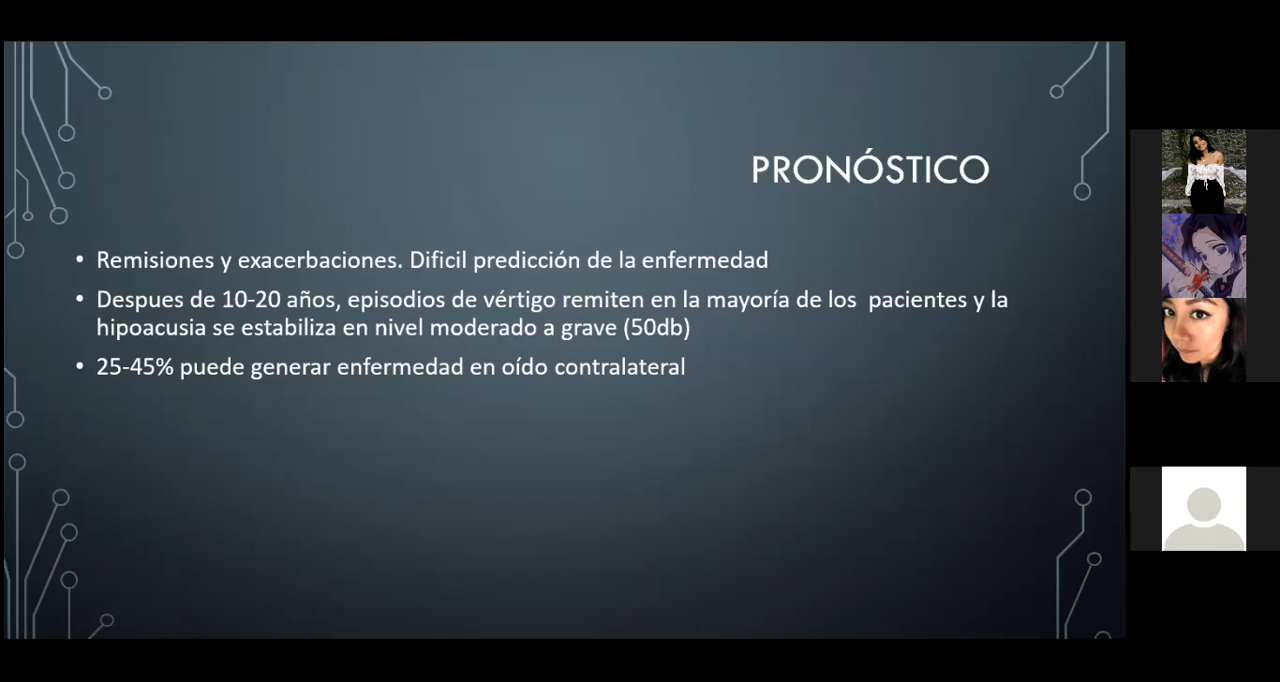 PRONÓSTICO
• Remisiones y exacerbaciones. Dificil predicción de la enfermedad
• Despues de 10-20 años, episodios de vértigo remiten en la mayoría de los pacientes y la
hipoacusia se estabiliza en nivel moderado a grave (50db)
• 25-45% puede generar enfermedad en oído contralateral